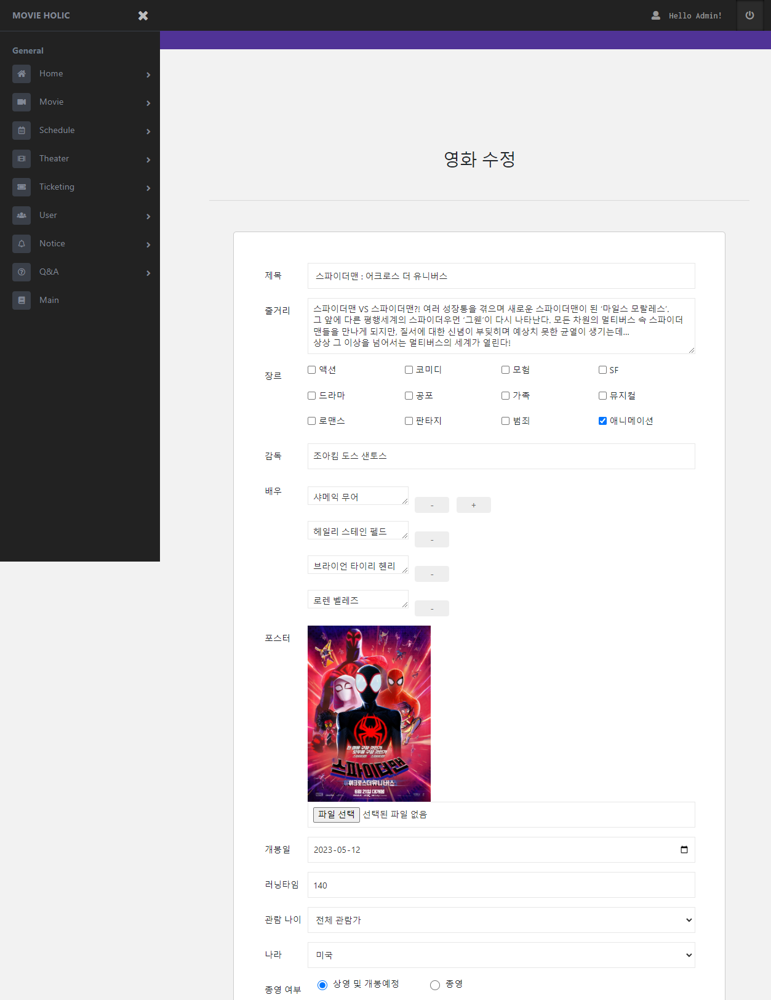 MOVIE HOLIC
Hello Admin!
General
Home
Movie
Schedule
Theater
Ticketing
User
Notice
Q&A
Main
영화 수정
제목
스파이더맨 : 어크로스 더 유니버스
줄거리
스파이더맨 VS 스파이더맨?! 여러 성장통을 겪으며 새로운 스파이더맨이 된 ‘마일스 모랄레스’.
그 앞에 다른 평행세계의 스파이더우먼 ‘그웬’이 다시 나타난다. 모든 차원의 멀티버스 속 스파이더
맨들을 만나게 되지만, 질서에 대한 신념이 부딪히며 예상치 못한 균열이 생기는데…
상상 그 이상을 넘어서는 멀티버스의 세계가 열린다!
장르
액션 코미디 모험 SF
드라마 공포 가족 뮤지컬
로맨스 판타지 범죄 애니메이션
감독
조아킴 도스 샌토스
배우
샤메익 무어
- +
헤일리 스테인 펠드
-
브라이언 타이리 헨리
-
로렌 벨레즈
-
포스터
한 명을 구할 것인가
모두를 구할 것인가
스파이더맨
어크로스더유니버스
6월 21일 대개봉
파일 선택 선택된 파일 없음
개봉일
2023-05-12
러닝타임
140
관람 나이
전체 관람가
나라
미국
종영 여부
상영 및 개봉예정 종영